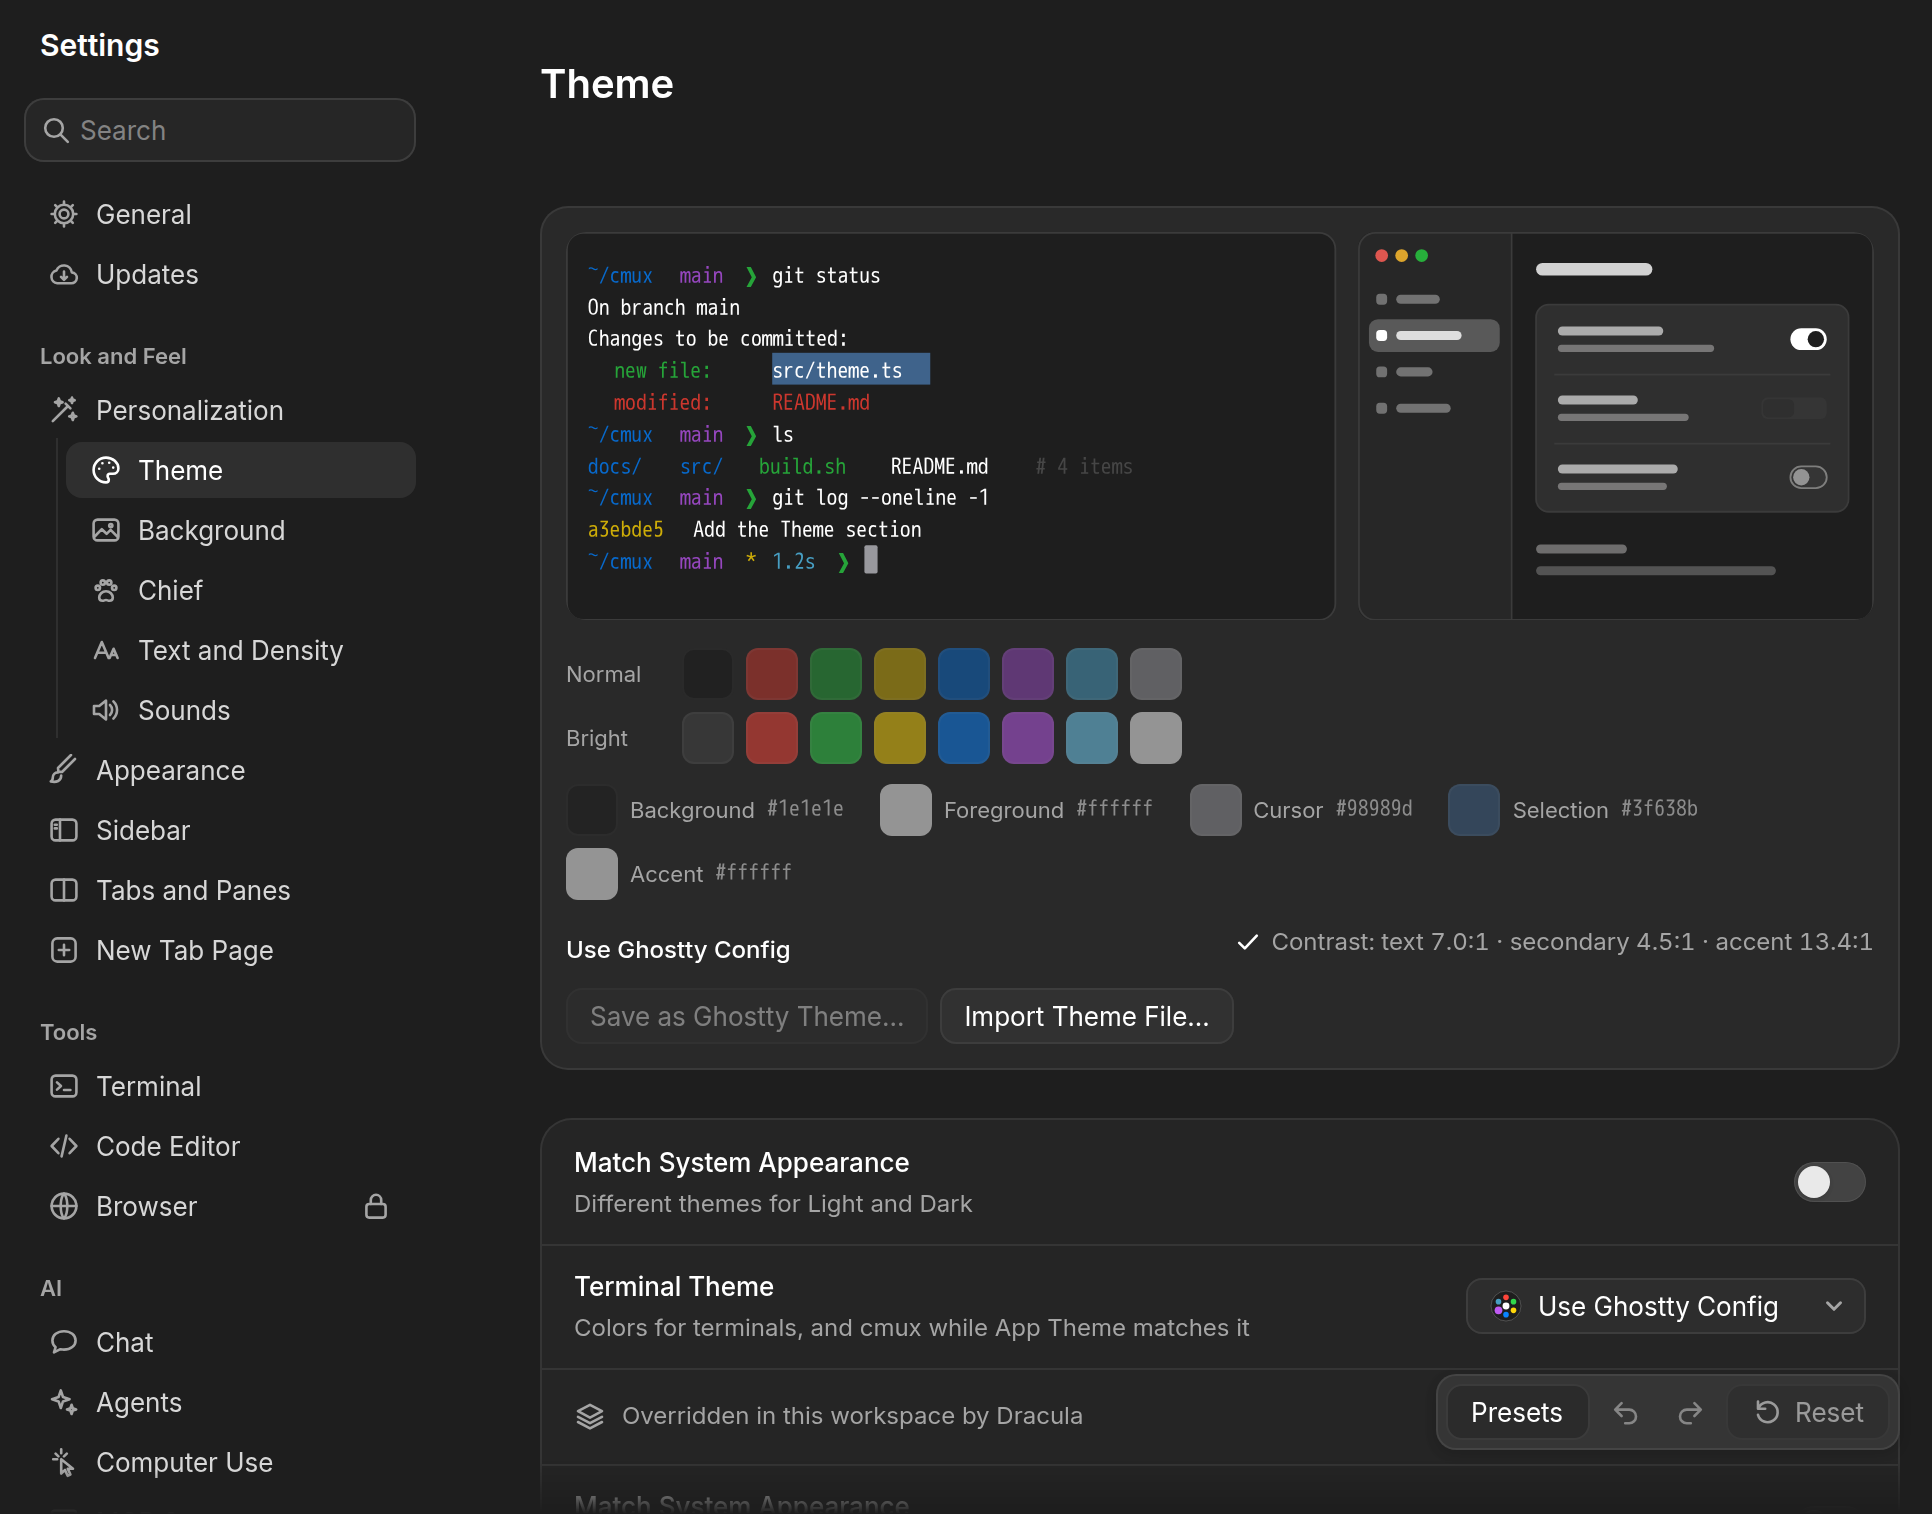 Settings
Search
General
Updates
Look and Feel
Personalization
Theme
Background
Chief
Text and Density
Sounds
Appearance
Sidebar
Tabs and Panes
New Tab Page
Tools
Terminal
Code Editor
Browser
AI
Chat
Agents
Computer Use
Theme
~/cmux main ❯ git status
On branch main
Changes to be committed:
new file: src/theme.ts
modified: README.md
~/cmux main ❯ ls
docs/ src/ build.sh README.md # 4 items
~/cmux main ❯ git log --oneline -1
a3ebde5 Add the Theme section
~/cmux main * 1.2s ❯
Normal
Bright
Background #1e1e1e Foreground #ffffff Cursor #98989d Selection #3f638b
Accent #ffffff
Use Ghostty Config
Contrast: text 7.0:1 · secondary 4.5:1 · accent 13.4:1
Save as Ghostty Theme... Import Theme File...
Match System Appearance
Different themes for Light and Dark
Terminal Theme
Colors for terminals, and cmux while App Theme matches it
Use Ghostty Config
Overridden in this workspace by Dracula
Presets Reset
Match System Appearance